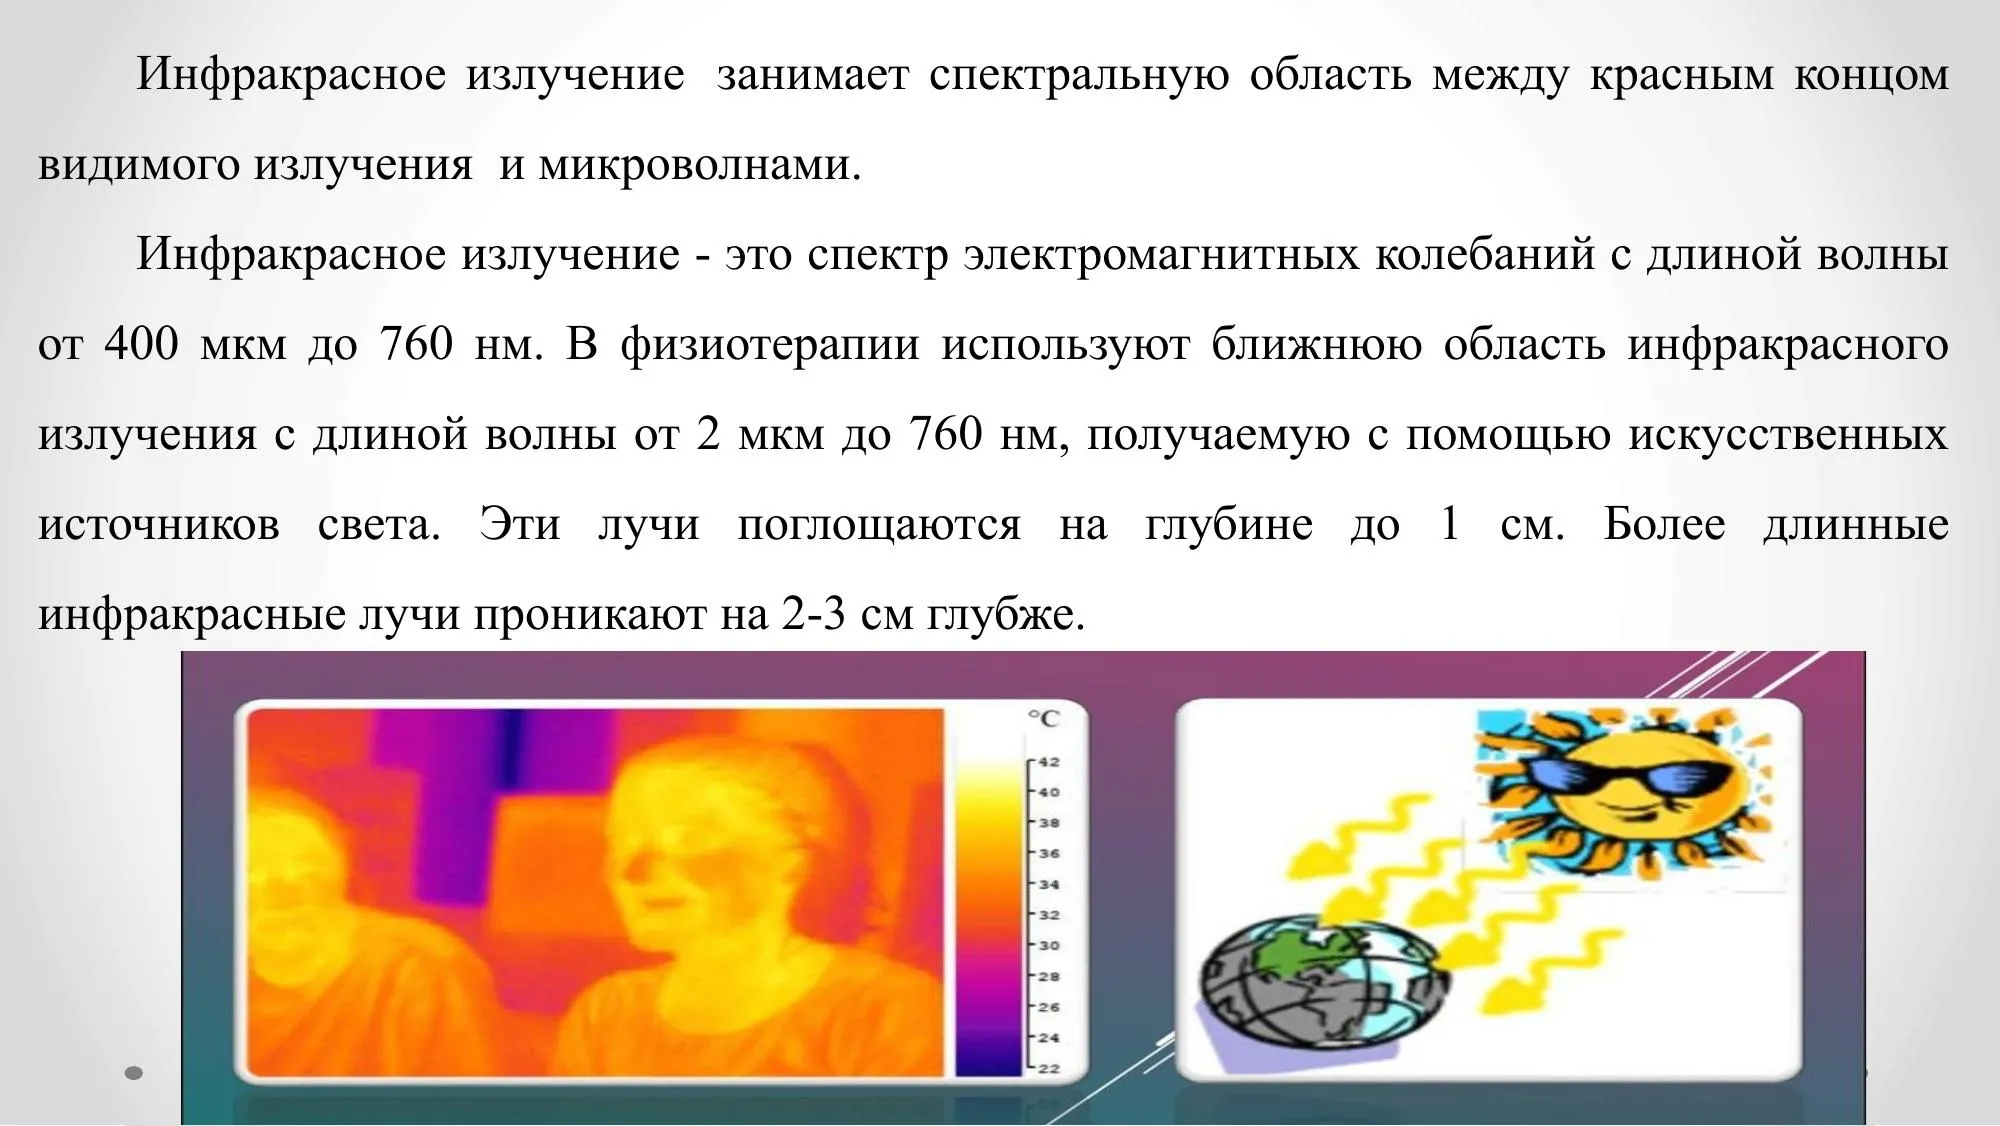 Инфракрасное излучение занимает спектральную область между красным концом
видимого излучения и микроволнами.
Инфракрасное излучение - это спектр электромагнитных колебаний с длиной волны
от 400 мкм до 760 нм. В физиотерапии используют ближнюю область инфракрасного
излучения с длиной волны от 2 мкм до 760 нм, получаемую с помощью искусственных
источников света. Эти лучи поглощаются на глубине до 1 см. Более длинные
инфракрасные лучи проникают на 2-3 см глубже.
°C
42
40
38
36
34
32
30
28
26
24
22